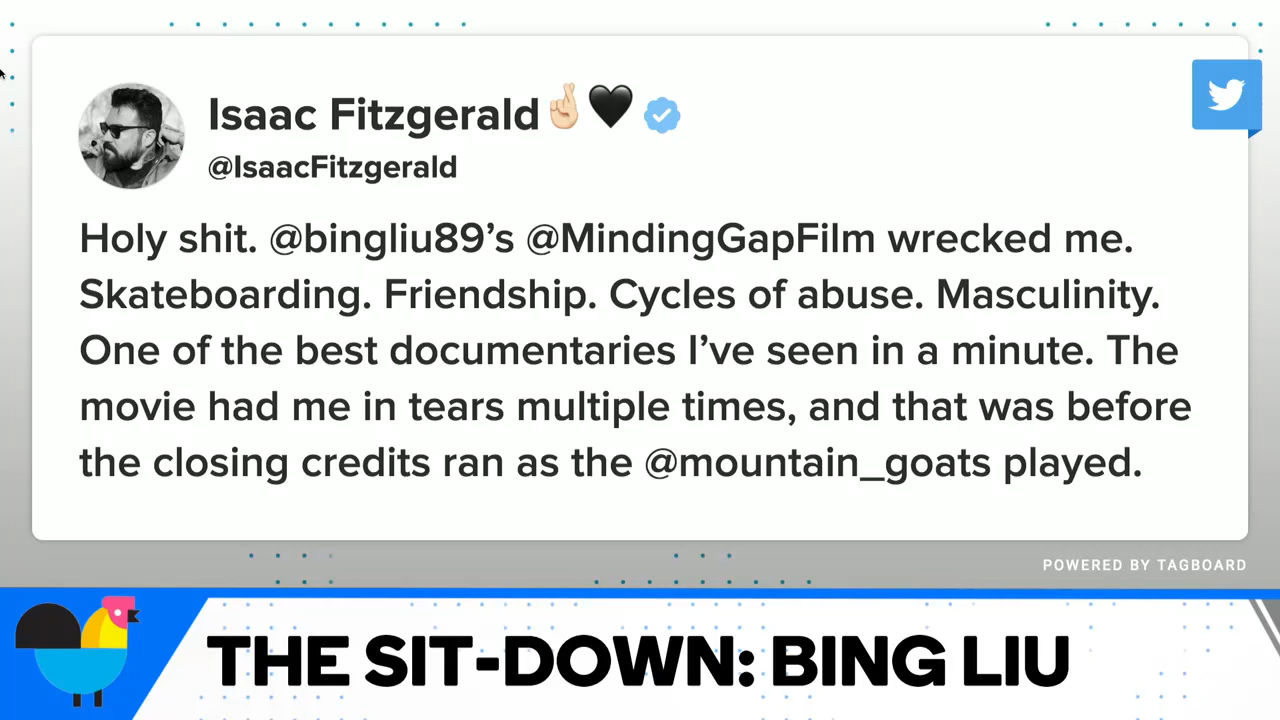 Isaac Fitzgerald🤞🏻🖤
@IsaacFitzgerald
Holy shit. @bingliu89’s @MindingGapFilm wrecked me.
Skateboarding. Friendship. Cycles of abuse. Masculinity.
One of the best documentaries I’ve seen in a minute. The
movie had me in tears multiple times, and that was before
the closing credits ran as the @mountain_goats played.
POWERED BY TAGBOARD
THE SIT-DOWN: BING LIU